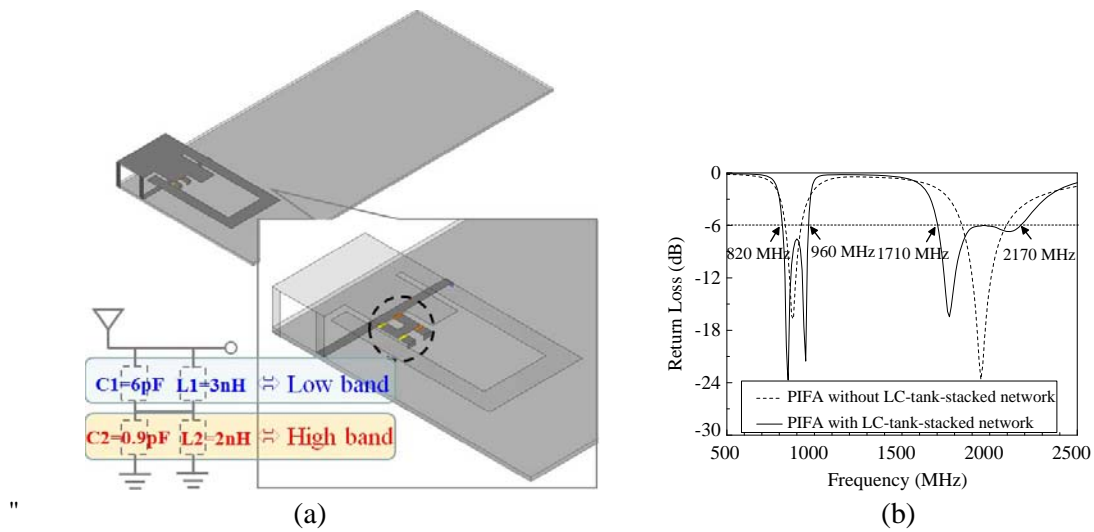 C1=6pF L1=3nH ⇔ Low band
C2=0.9pF L2=2nH ⇔ High band
"
(a)
Return Loss (dB)
0
-6
-12
-18
-24
-30
820 MHz
960 MHz
1710 MHz
2170 MHz
PIFA without LC-tank-stacked network
PIFA with LC-tank-stacked network
500 1000 1500 2000 2500
Frequency (MHz)
(b)